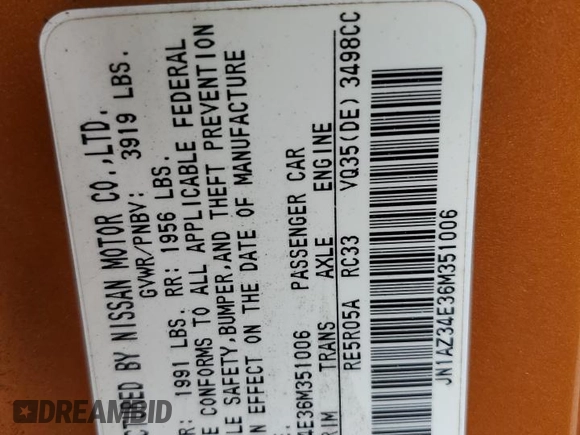 TURED BY NISSAN MOTOR CO.,LTD.
GVWR/PNBV: 3919 LBS.
R: 1991 LBS. RR: 1956 LBS.
E CONFORMS TO ALL APPLICABLE FEDERAL
LE SAFETY,BUMPER,AND THEFT PREVENTION
N EFFECT ON THE DATE OF MANUFACTURE
4E36M351006 PASSENGER CAR
RIM TRANS AXLE ENGINE
RE5R05A RC33 VQ35(DE) 3498CC
JN1AZ34E36M351006
DREAMBID